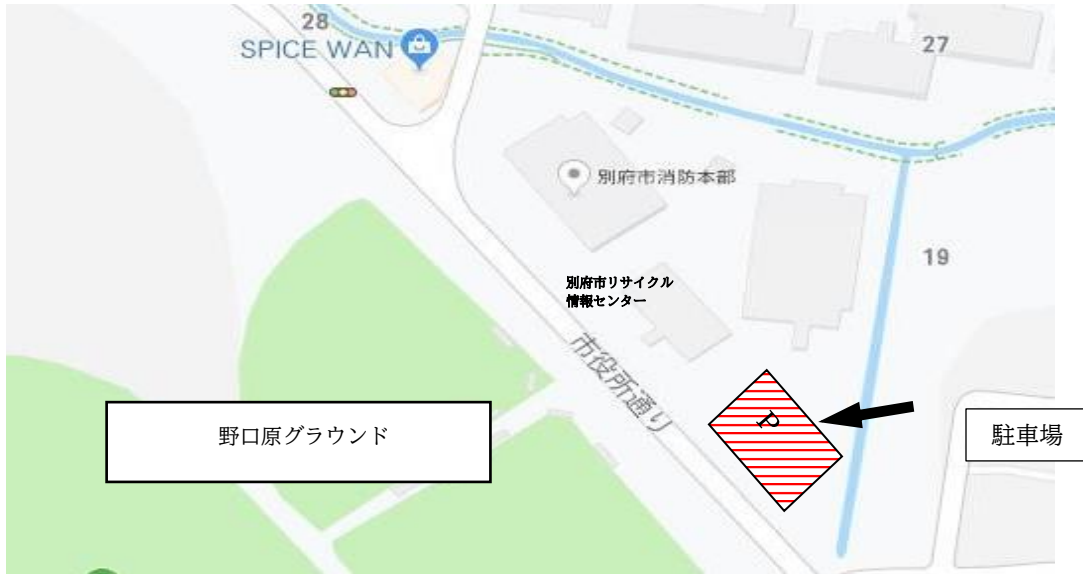 28
SPICE WAN
27
別府市消防本部
19
別府市リサイクル
情報センター
市役所通り
P
野口原グラウンド
駐車場